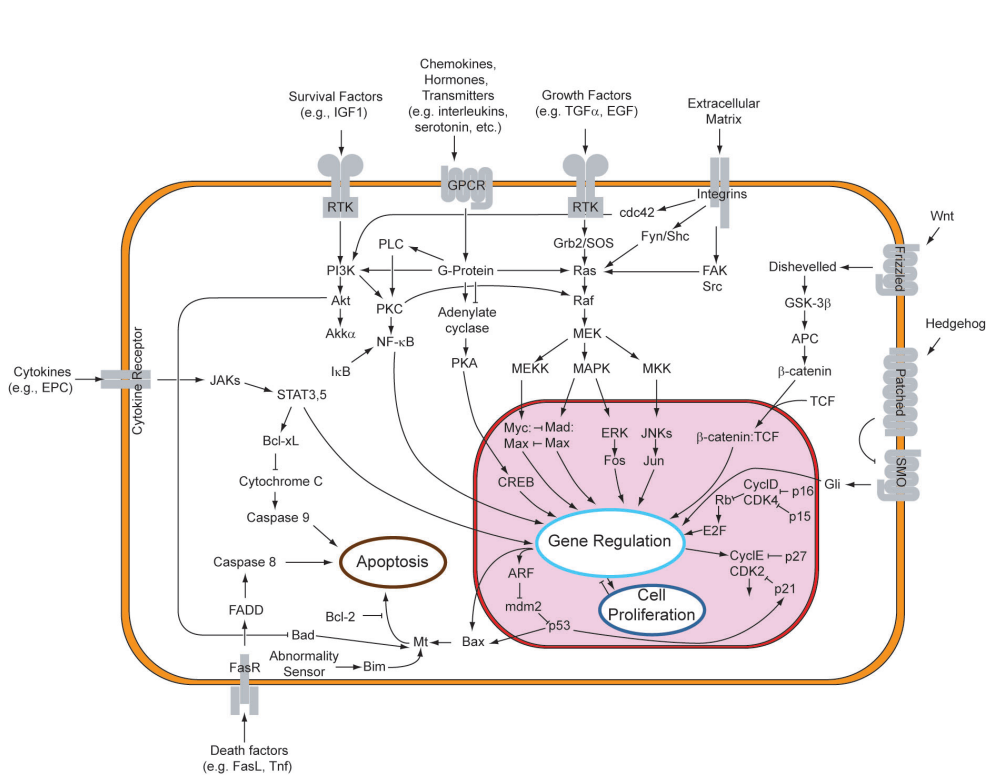 Chemokines,
Hormones,
Transmitters
(e.g. interleukins,
serotonin, etc.)
Survival Factors
(e.g., IGF1)
Growth Factors
(e.g. TGFα, EGF)
Extracellular
Matrix
RTK
GPCR
RTK
Integrins
cdc42
Wnt
Grb2/SOS
Fyn/Shc
PLC
Frizzled
PI3K
G-Protein
Ras
FAK
Src
Dishevelled
Akt
PKC
Raf
GSK-3β
Adenylate
cyclase
Akkα
NF-κB
MEK
APC
Hedgehog
IκB
PKA
MEKK
MAPK
MKK
β-catenin
Cytokines
(e.g., EPC)
Cytokine Receptor
JAKs
STAT3,5
TCF
Patched
Myc:
Mad:
Max
Max
ERK
JNKs
β-catenin:TCF
Bcl-xL
Fos
Jun
SMO
Cytochrome C
CREB
CycID
CDK4
p16
Gli
Rb
p15
Caspase 9
E2F
Gene Regulation
Caspase 8
Apoptosis
CyclE
CDK2
p27
ARF
p21
FADD
mdm2
Cell
Proliferation
Bcl-2
p53
Bad
Mt
Bax
Abnormality
Sensor
Bim
FasR
Death factors
(e.g. FasL, Tnf)